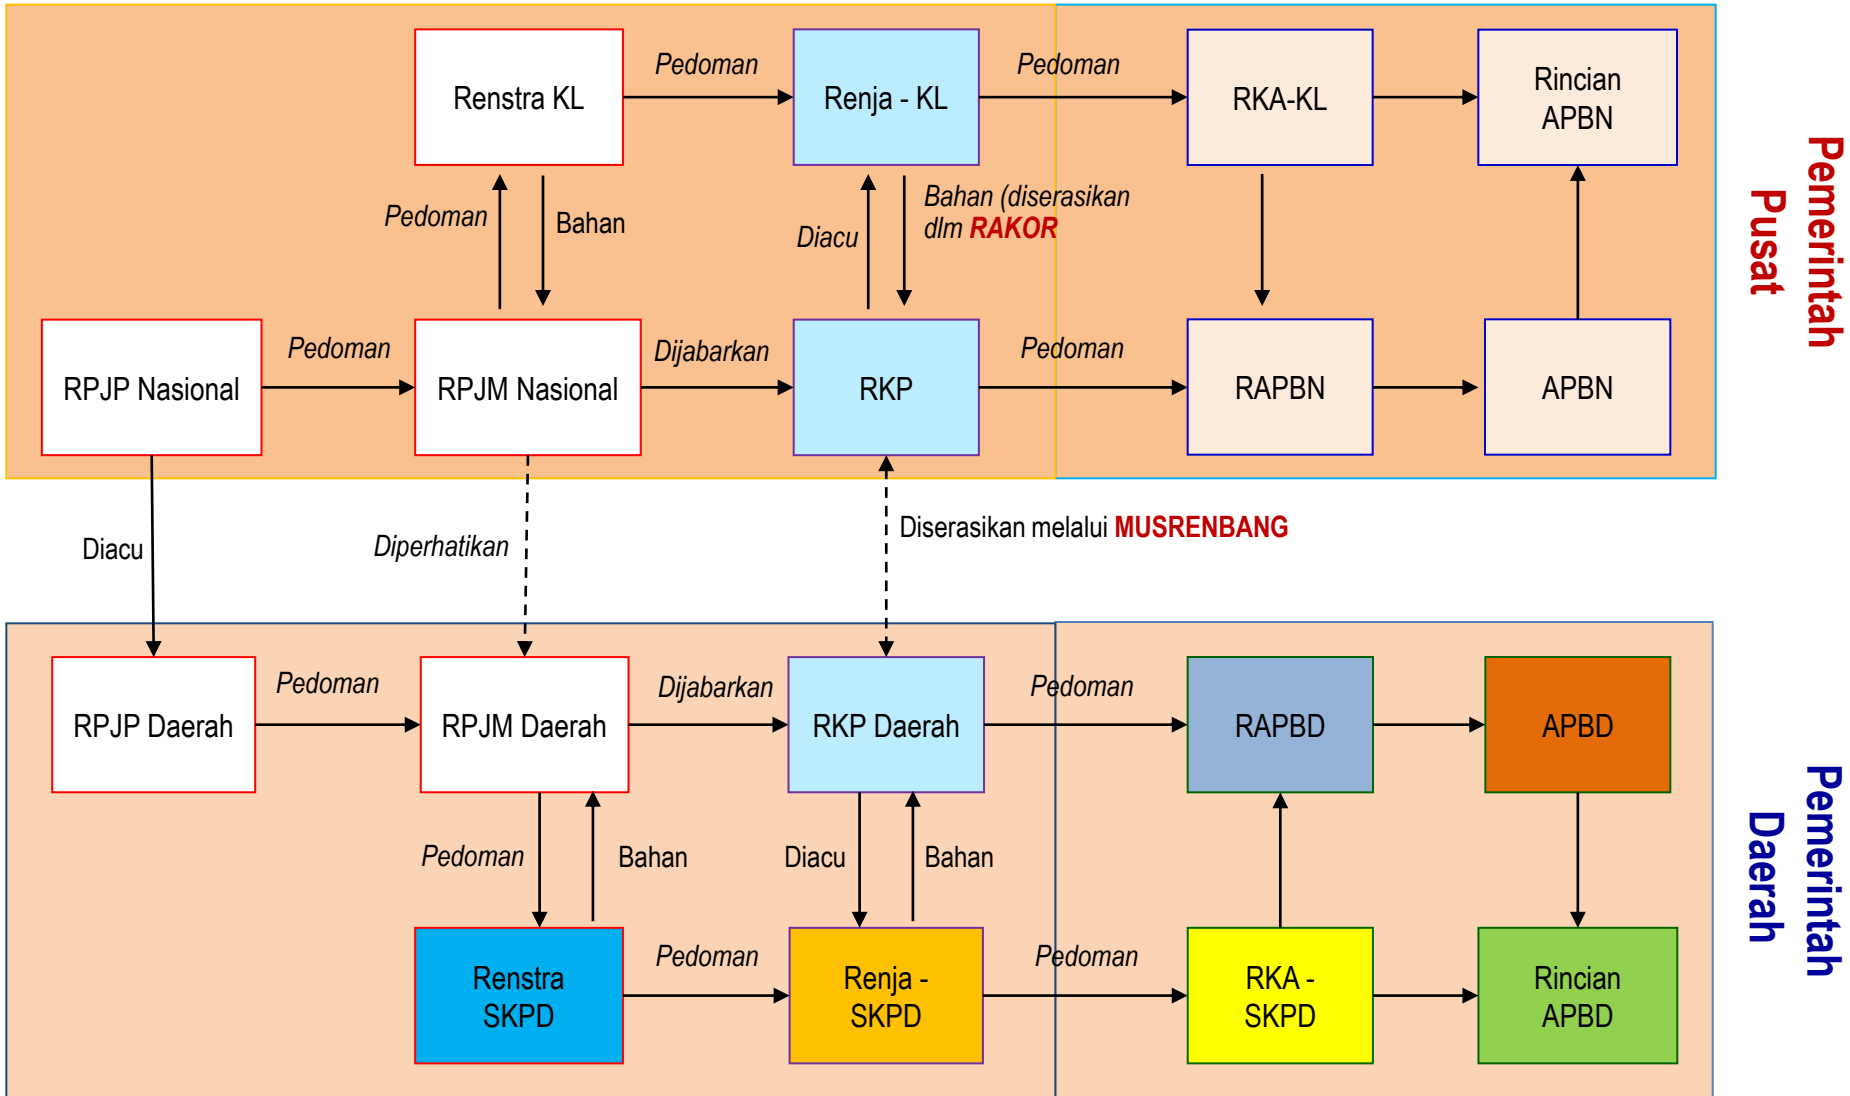 Renstra KL
Pedoman
Renja - KL
Pedoman
RKA-KL
Rincian
APBN
Pedoman
Bahan
Diacu
Bahan (diserasikan
dlm RAKOR
RPJP Nasional
Pedoman
RPJM Nasional
Dijabarkan
RKP
Pedoman
RAPBN
APBN
Pemerintah
Pusat
Diacu
Diperhatikan
Diserasikan melalui MUSRENBANG
RPJP Daerah
Pedoman
RPJM Daerah
Dijabarkan
RKP Daerah
Pedoman
RAPBD
APBD
Pedoman
Bahan
Diacu
Bahan
Renstra
SKPD
Pedoman
Renja -
SKPD
Pedoman
RKA -
SKPD
Rincian
APBD
Pemerintah
Daerah